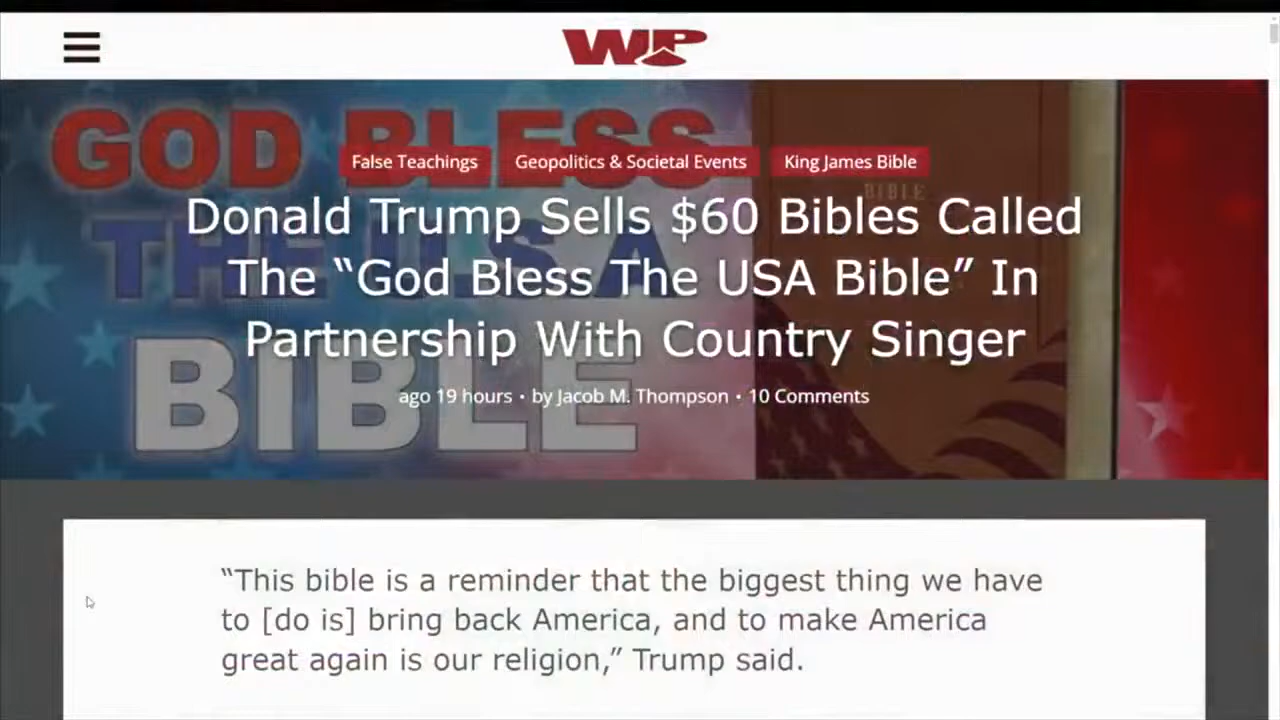 WP
GOD BLESS
THE USA
BIBLE
BIBLE
False Teachings Geopolitics & Societal Events King James Bible
Donald Trump Sells $60 Bibles Called
The “God Bless The USA Bible” In
Partnership With Country Singer
ago 19 hours • by Jacob M. Thompson • 10 Comments
“This bible is a reminder that the biggest thing we have
to [do is] bring back America, and to make America
great again is our religion,” Trump said.